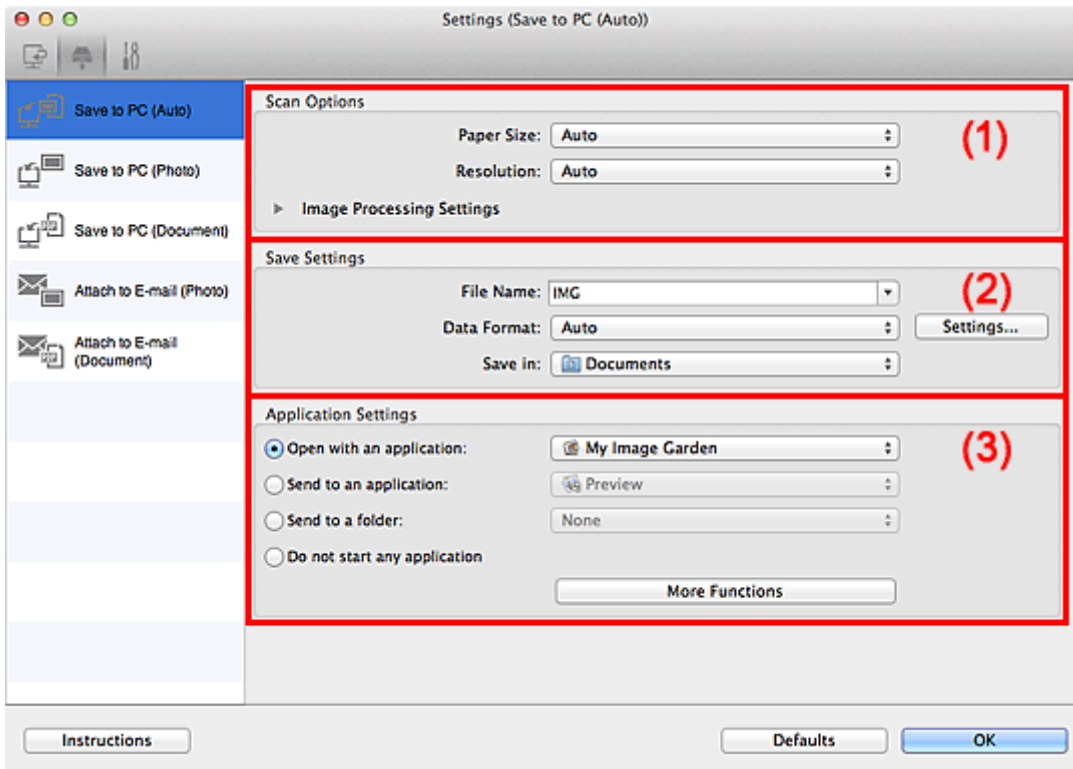 Settings (Save to PC (Auto))
Save to PC (Auto)
Save to PC (Photo)
Save to PC (Document)
Attach to E-mail (Photo)
Attach to E-mail
(Document)
Scan Options
(1)
Paper Size: Auto
Resolution: Auto
Image Processing Settings
Save Settings
(2)
File Name: IMG
Data Format: Auto Settings...
Save in: Documents
Application Settings
(3)
Open with an application: My Image Garden
Send to an application: Preview
Send to a folder: None
Do not start any application
More Functions
Instructions Defaults OK